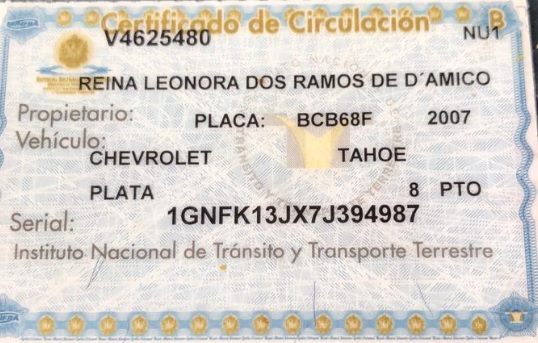 Certificado de Circulación B
V4625480 NU1
REINA LEONORA DOS RAMOS DE D´AMICO
Propietario: PLACA: BCB68F 2007
Vehículo:
CHEVROLET TAHOE
PLATA 8 PTO
Serial: 1GNFK13JX7J394987
Instituto Nacional de Tránsito y Transporte Terrestre